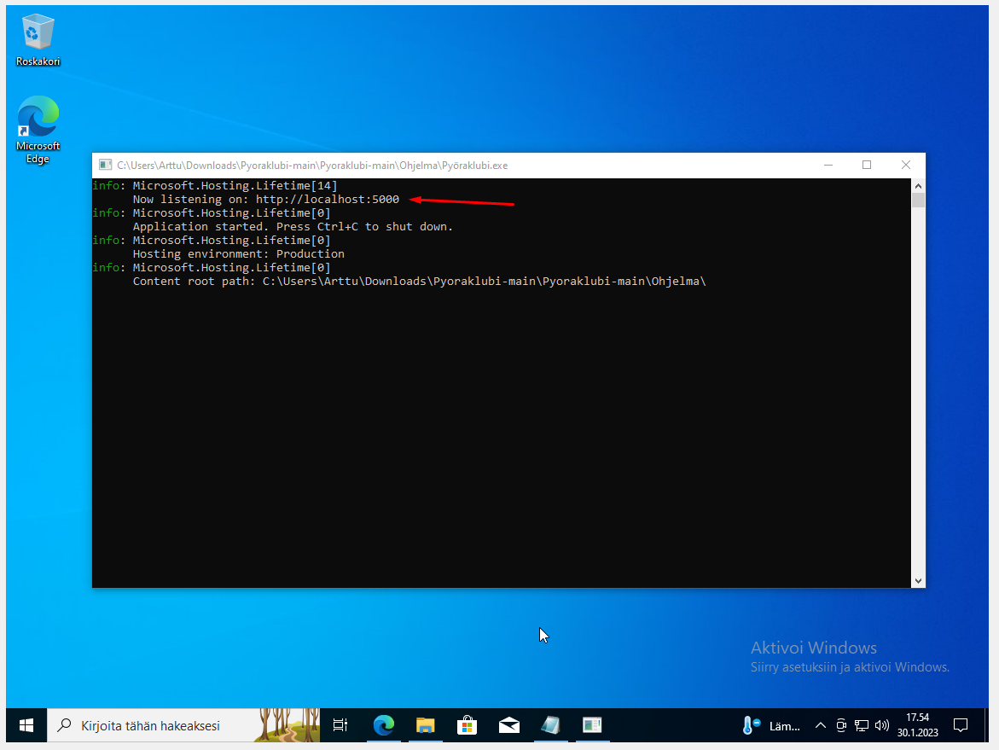 Roskakori
Microsoft
Edge
C:\Users\Arttu\Downloads\Pyoraklubi-main\Pyoraklubi-main\Ohjelma\Pyöraklubi.exe
info: Microsoft.Hosting.Lifetime[14]
Now listening on: http://localhost:5000
info: Microsoft.Hosting.Lifetime[0]
Application started. Press Ctrl+C to shut down.
info: Microsoft.Hosting.Lifetime[0]
Hosting environment: Production
info: Microsoft.Hosting.Lifetime[0]
Content root path: C:\Users\Arttu\Downloads\Pyoraklubi-main\Pyoraklubi-main\Ohjelma\
Aktivoi Windows
Siirry asetuksiin ja aktivoi Windows.
Kirjoita tähän hakeaksesi
Läm...
17.54
30.1.2023